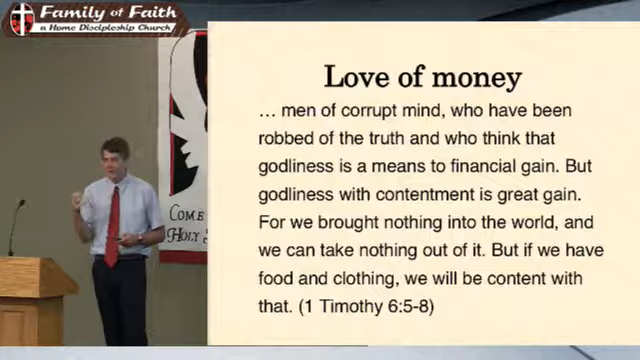 Family of Faith
a Home Discipleship Church
Love of money
... men of corrupt mind, who have been
robbed of the truth and who think that
godliness is a means to financial gain. But
godliness with contentment is great gain.
For we brought nothing into the world, and
we can take nothing out of it. But if we have
food and clothing, we will be content with
that. (1 Timothy 6:5-8)
COME
HOLY